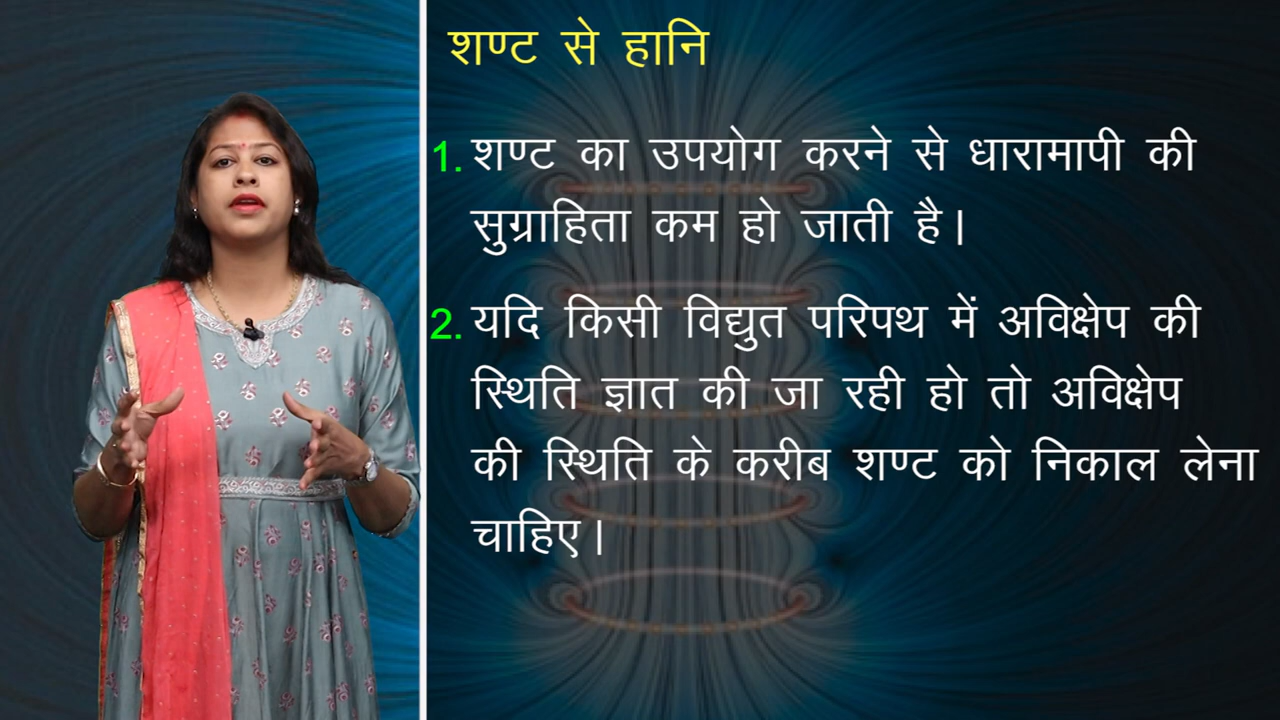 शण्ट से हानि
1. शण्ट का उपयोग करने से धारामापी की
सुग्राहिता कम हो जाती है।
2. यदि किसी विद्युत परिपथ में अविक्षेप की
स्थिति ज्ञात की जा रही हो तो अविक्षेप
की स्थिति के करीब शण्ट को निकाल लेना
चाहिए।